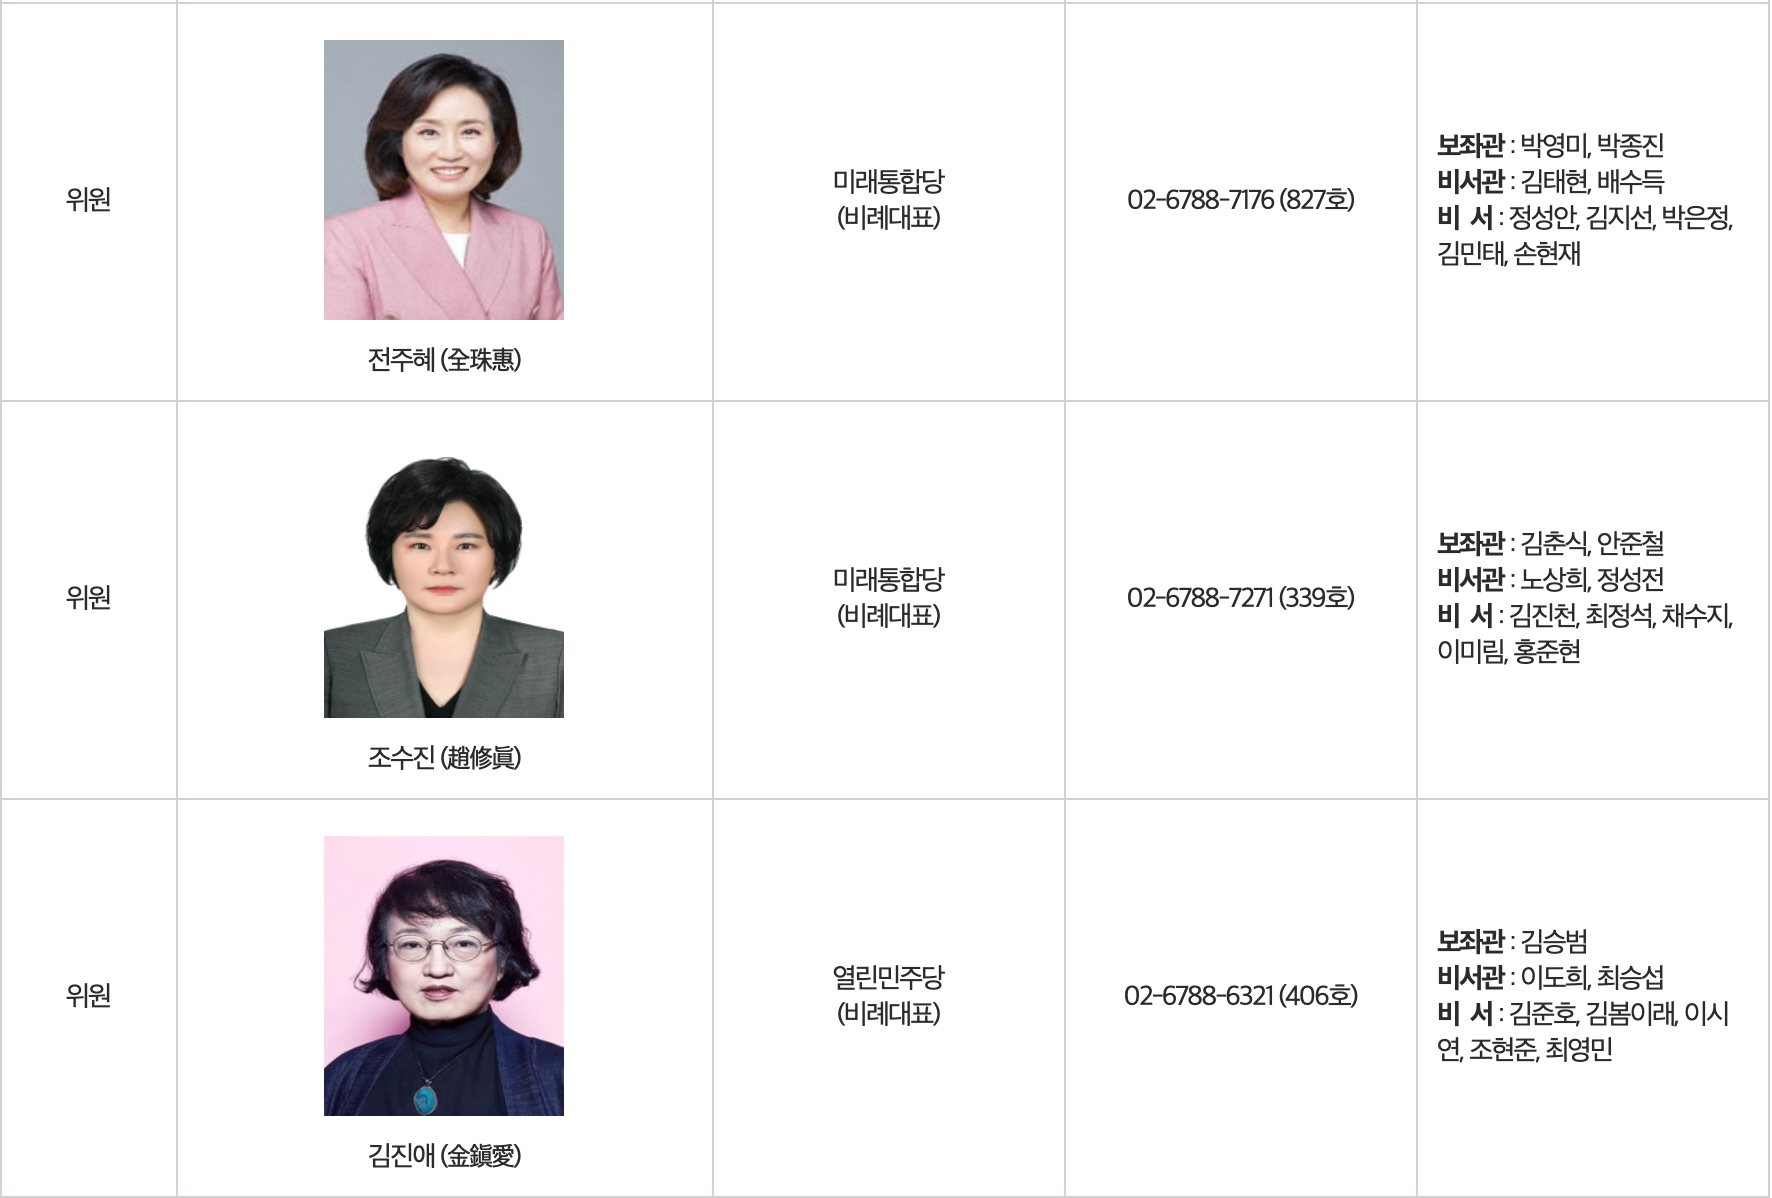 위원
전주혜 (全珠惠)
미래통합당
(비례대표)
02-6788-7176 (827호)
보좌관 : 박영미, 박종진
비서관 : 김태현, 배수득
비 서 : 정성안, 김지선, 박은정,
김민태, 손현재
위원
조수진 (趙修眞)
미래통합당
(비례대표)
02-6788-7271 (339호)
보좌관 : 김춘식, 안준철
비서관 : 노상희, 정성전
비 서 : 김진천, 최정석, 채수지,
이미림, 홍준현
위원
김진애 (金鎭愛)
열린민주당
(비례대표)
02-6788-6321 (406호)
보좌관 : 김승범
비서관 : 이도희, 최승섭
비 서 : 김준호, 김봄이래, 이시
연, 조현준, 최영민